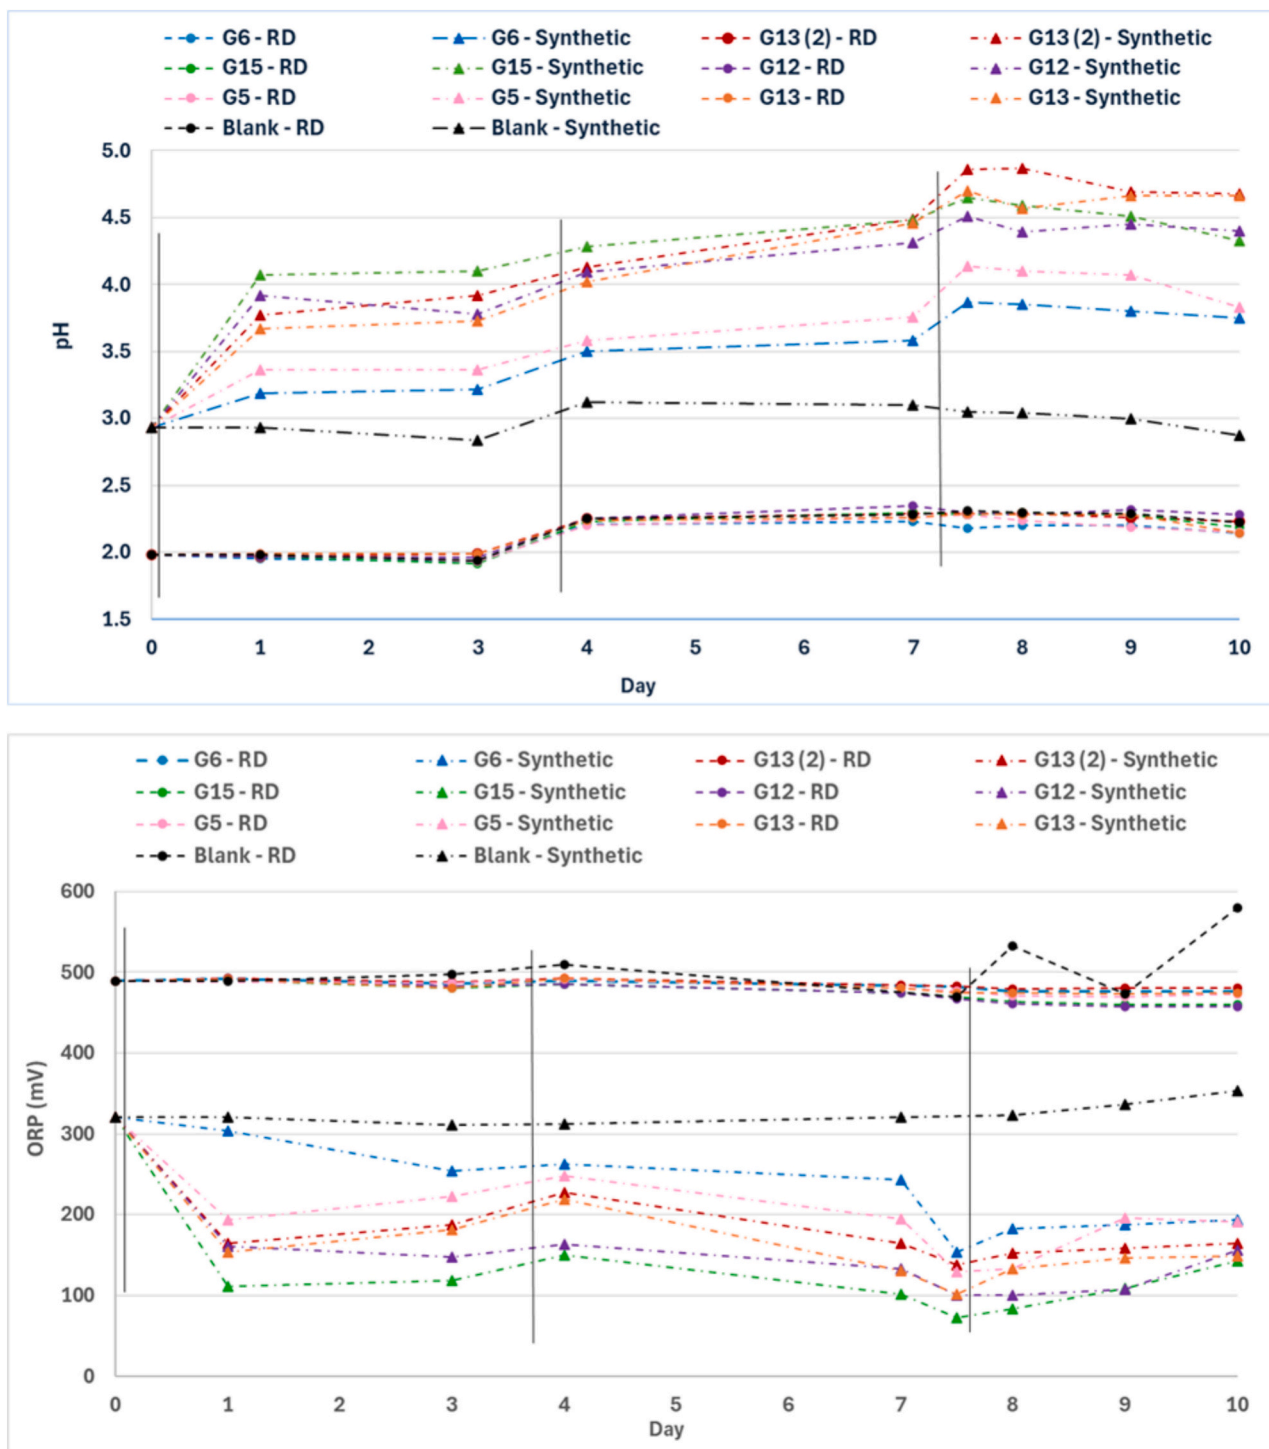 G6 - RD G6 - Synthetic G13 (2) - RD G13 (2) - Synthetic
G15 - RD G15 - Synthetic G12 - RD G12 - Synthetic
G5 - RD G5 - Synthetic G13 - RD G13 - Synthetic
Blank - RD Blank - Synthetic
5.0
4.5
4.0
3.5
3.0
2.5
2.0
1.5
pH
0 1 2 3 4 5 6 7 8 9 10
Day
G6 - RD G6 - Synthetic G13 (2) - RD G13 (2) - Synthetic
G15 - RD G15 - Synthetic G12 - RD G12 - Synthetic
G5 - RD G5 - Synthetic G13 - RD G13 - Synthetic
Blank - RD Blank - Synthetic
600
500
400
300
200
100
0
ORP (mV)
0 1 2 3 4 5 6 7 8 9 10
Day